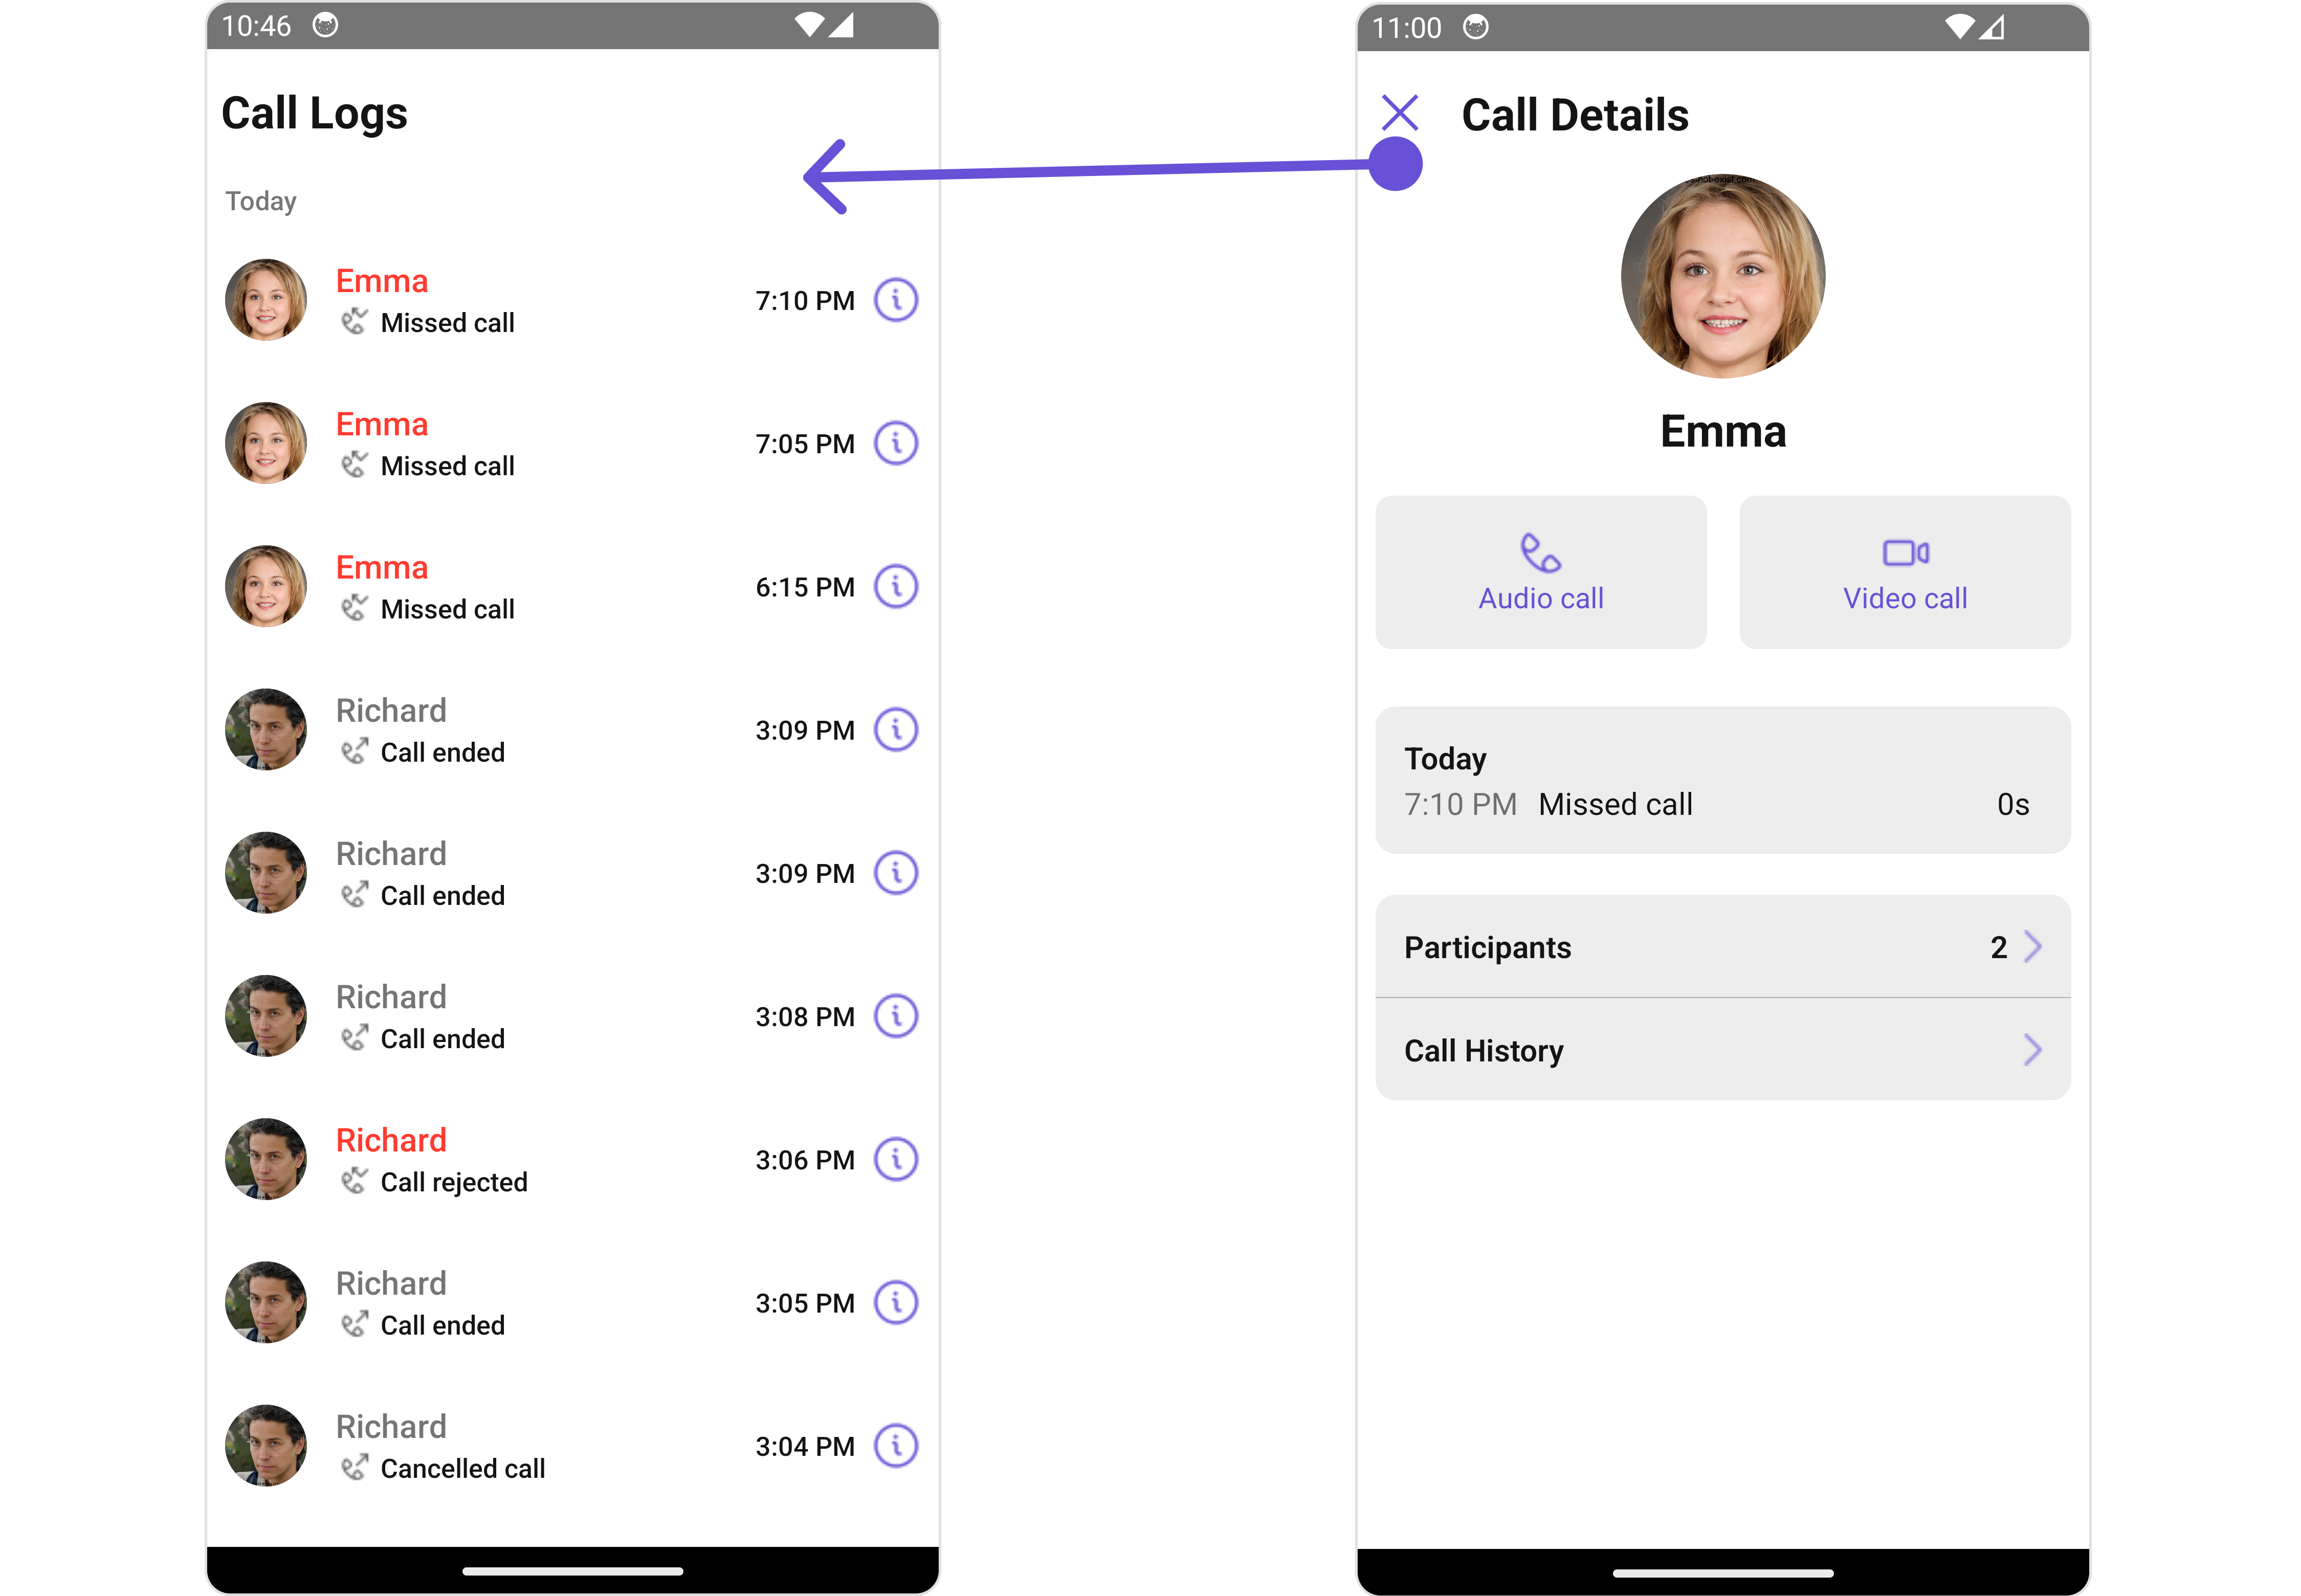 10:46
Call Logs
Today
Emma
Missed call
7:10 PM
Emma
Missed call
7:05 PM
Emma
Missed call
6:15 PM
Richard
Call ended
3:09 PM
Richard
Call ended
3:09 PM
Richard
Call ended
3:08 PM
Richard
Call rejected
3:06 PM
Richard
Call ended
3:05 PM
Richard
Cancelled call
3:04 PM
11:00
Call Details
-not-exist.com
Emma
Audio call
Video call
Today
7:10 PM Missed call 0s
Participants 2
Call History